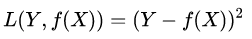 L(Y, f(X)) = (Y − f(X))²